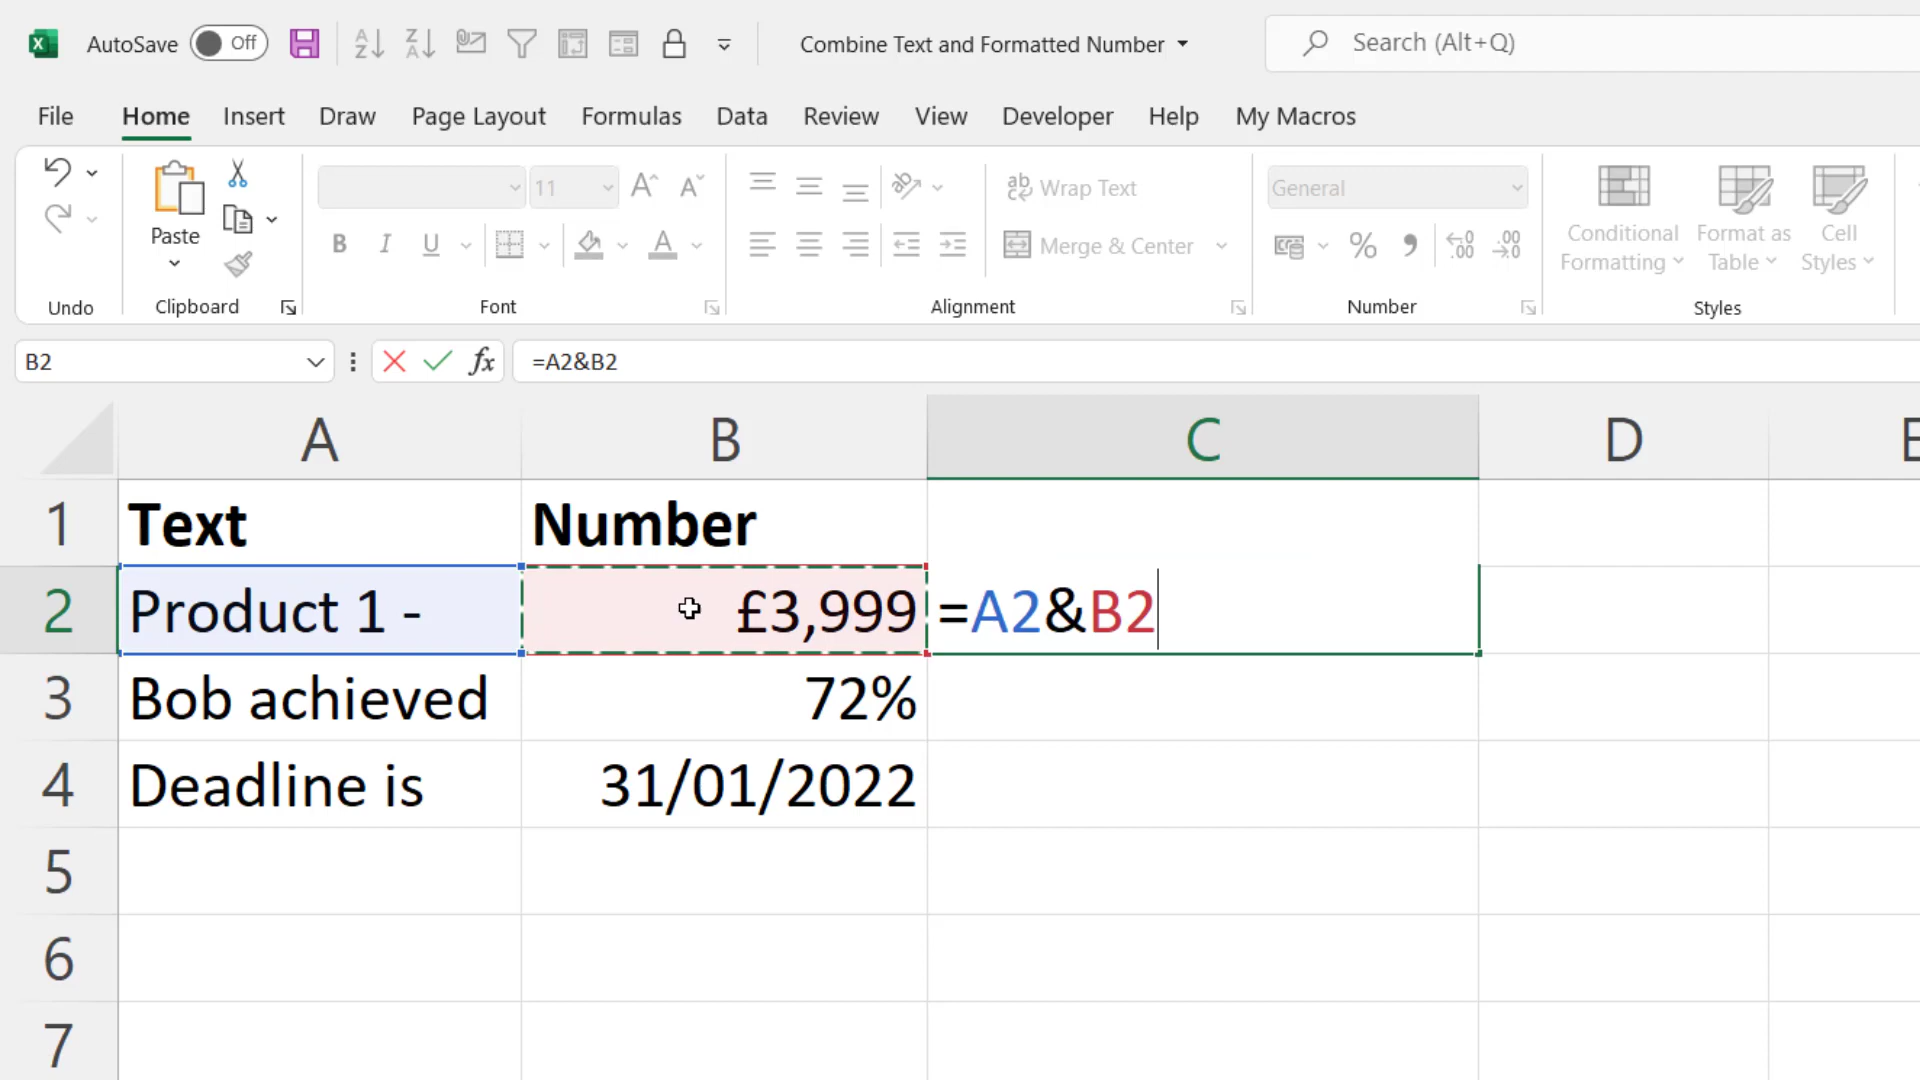 AutoSave Off Combine Text and Formatted Number Search (Alt+Q)
File Home Insert Draw Page Layout Formulas Data Review View Developer Help My Macros
11 Wrap Text General
Paste B I U Merge & Center % Conditional Formatting Format as Table Cell Styles
Undo Clipboard Font Alignment Number Styles
B2 fx =A2&B2
A B C D E
1 Text Number
2 Product 1 - £3,999 =A2&B2
3 Bob achieved 72%
4 Deadline is 31/01/2022
5
6
7